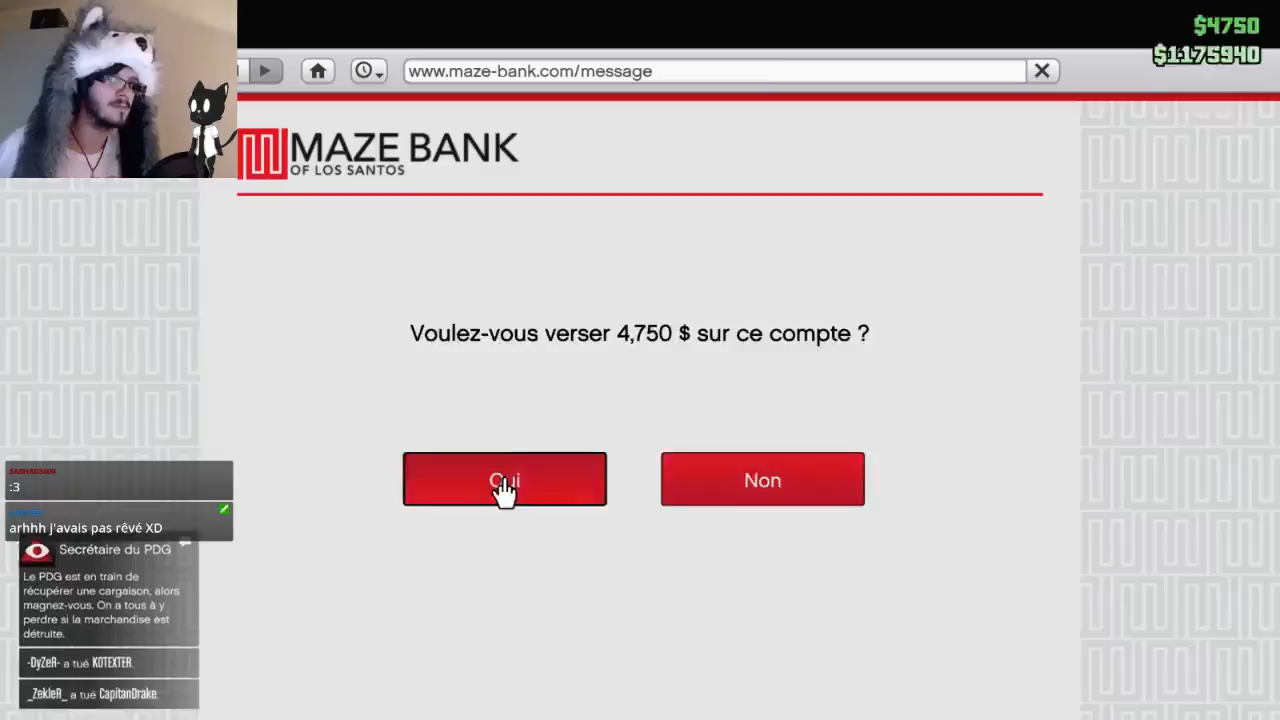 $4750
$1175940
www.maze-bank.com/message
MAZE BANK
OF LOS SANTOS
Voulez-vous verser 4,750 $ sur ce compte ?
Oui
Non
SASHAD3400
:3
arhhh j'avais pas rêvé XD
Secrétaire du PDG
Le PDG est en train de
récupérer une cargaison, alors
magnez-vous. On a tous à y
perdre si la marchandise est
détruite.
-DyZeR- a tué KOTEXTER.
_ZekleR_ a tué CapitanDrake.